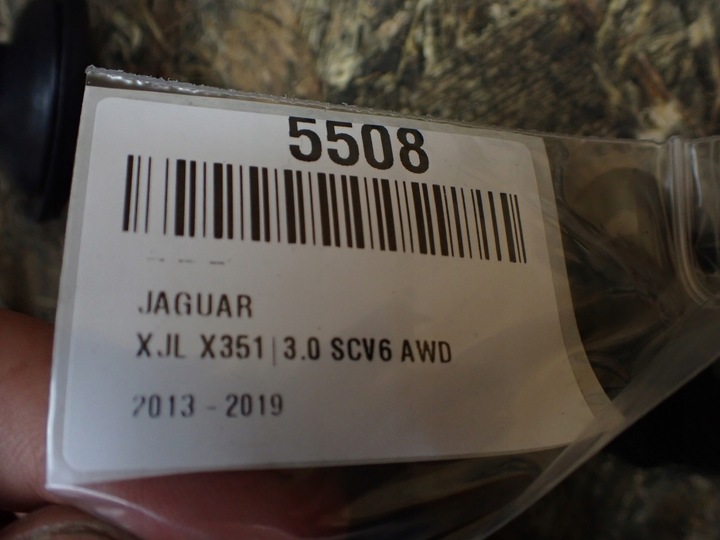 5508
JAGUAR
XJL X351 | 3.0 SCV6 AWD
2013 - 2019